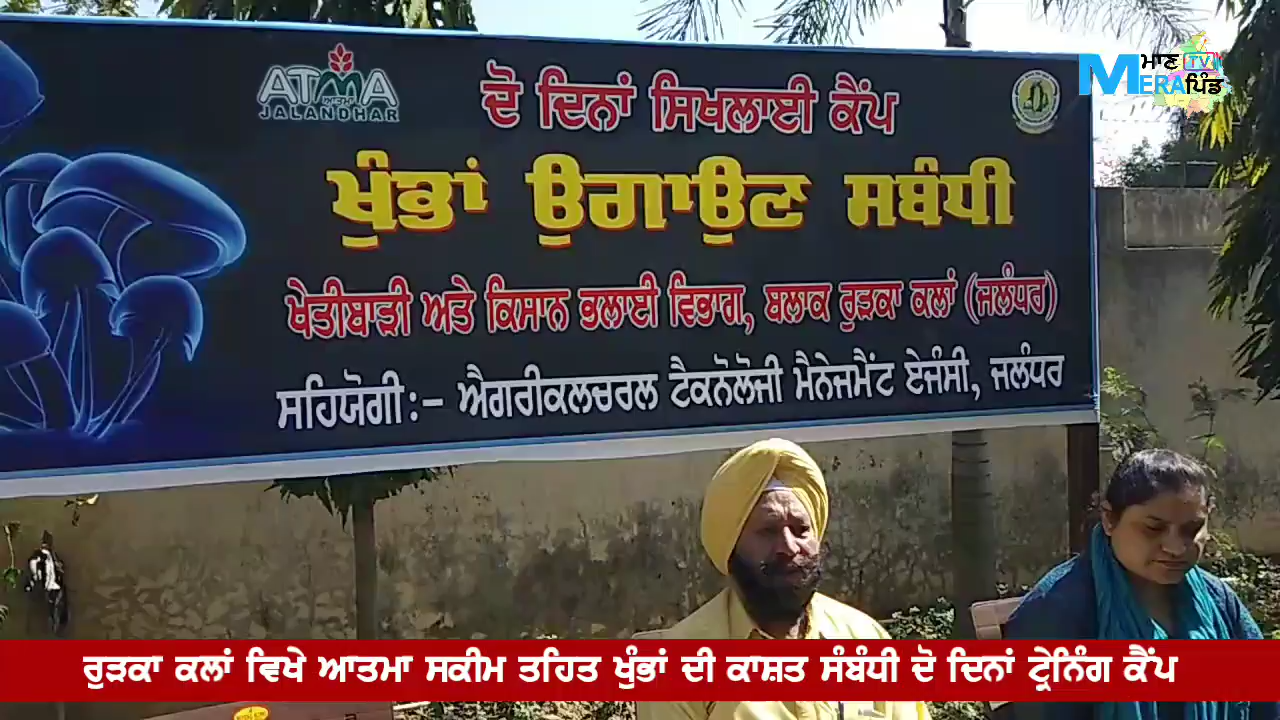 ATMA
ਆਤਮਾ
JALANDHAR
ਦੋ ਦਿਨਾਂ ਸਿਖਲਾਈ ਕੈਂਪ
ਖੁੰਭਾਂ ਉਗਾਉਣ ਸਬੰਧੀ
ਖੇਤੀਬਾੜੀ ਅਤੇ ਕਿਸਾਨ ਭਲਾਈ ਵਿਭਾਗ, ਬਲਾਕ ਰੁੜਕਾ ਕਲਾਂ (ਜਲੰਧਰ)
ਸਹਿਯੋਗੀ:– ਐਗਰੀਕਲਚਰਲ ਟੈਕਨੋਲੋਜੀ ਮੈਨੇਜਮੈਂਟ ਏਜੰਸੀ, ਜਲੰਧਰ
ਮਾਣ TV
MERA ਪਿੰਡ
ਰੁੜਕਾ ਕਲਾਂ ਵਿਖੇ ਆਤਮਾ ਸਕੀਮ ਤਹਿਤ ਖੁੰਭਾਂ ਦੀ ਕਾਸ਼ਤ ਸੰਬੰਧੀ ਦੋ ਦਿਨਾਂ ਟ੍ਰੇਨਿੰਗ ਕੈਂਪ